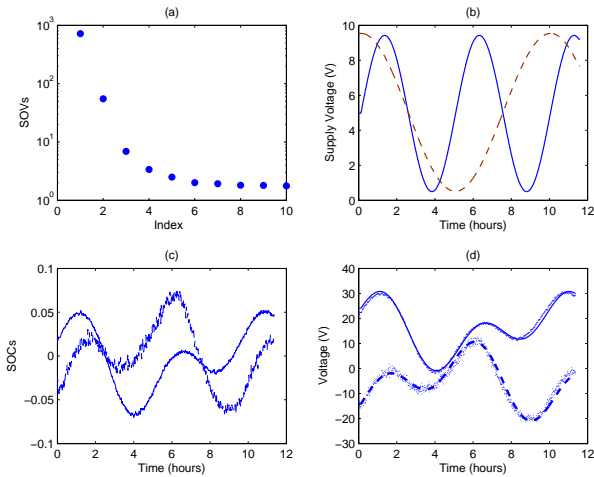 (a)
10^3
10^2
10^1
10^0
SOVs
0 2 4 6 8 10
Index
(b)
10
8
6
4
2
0
Supply Voltage (V)
0 2 4 6 8 10 12
Time (hours)
(c)
0.1
0.05
0
−0.05
−0.1
SOCs
0 2 4 6 8 10 12
Time (hours)
(d)
40
30
20
10
0
−10
−20
−30
Voltage (V)
0 2 4 6 8 10 12
Time (hours)